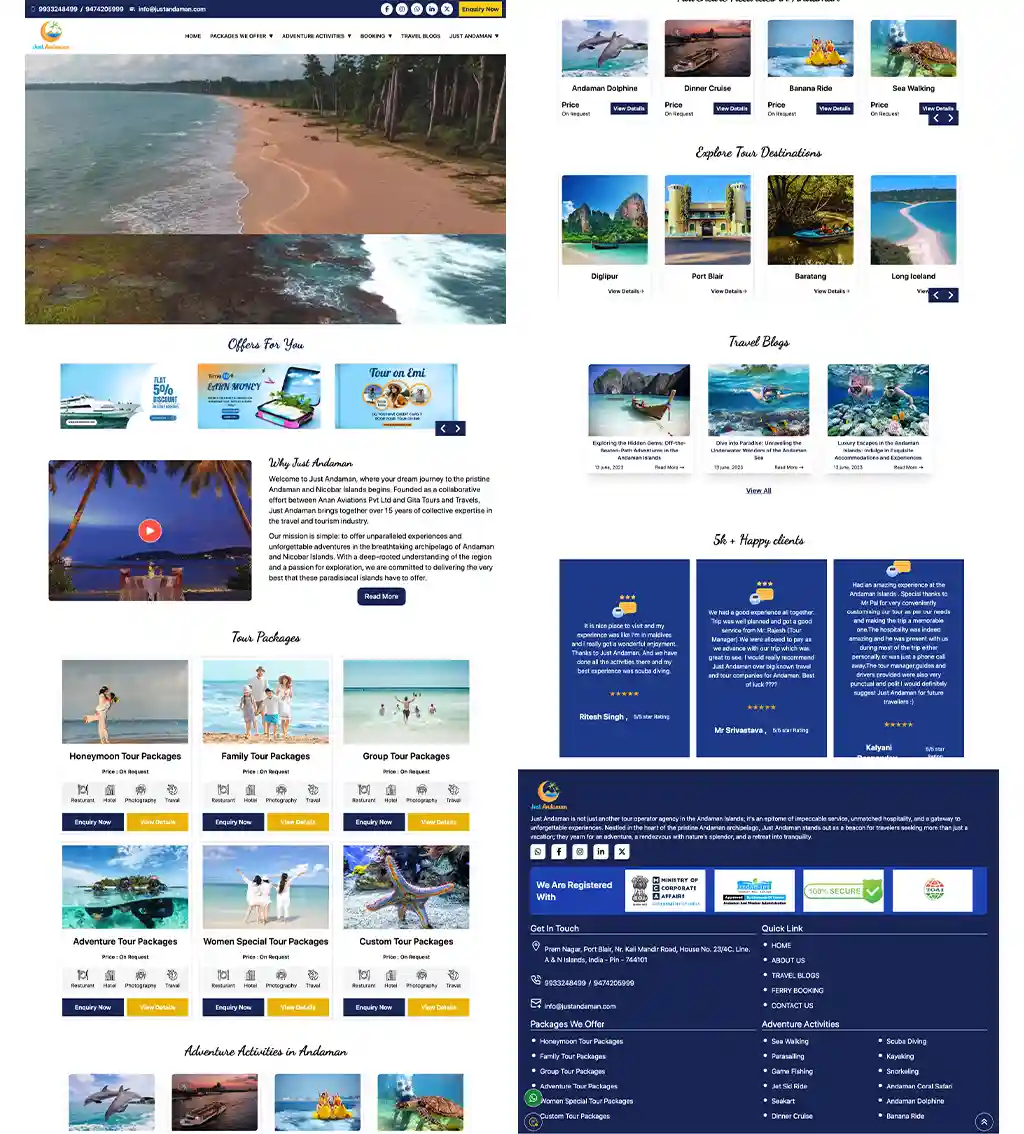 9933248499 / 9474205999 info@justandaman.com Enquiry Now
Just Andaman
HOME PACKAGES WE OFFER ▼ ADVENTURE ACTIVITIES ▼ BOOKING ▼ TRAVEL BLOGS JUST ANDAMAN ▼
Offers For You
FLAT
5%
DISCOUNT
EARN MONEY
Tour on Emi
Why Just Andaman
Welcome to Just Andaman, where your dream journey to the pristine
Andaman and Nicobar Islands begins. Founded as a collaborative
effort between Anan Aviations Pvt Ltd and Gita Tours and Travels,
Just Andaman brings together over 15 years of collective expertise in
the travel and tourism industry.
Our mission is simple: to offer unparalleled experiences and
unforgettable adventures in the breathtaking archipelago of Andaman
and Nicobar Islands. With a deep-rooted understanding of the region
and a passion for exploration, we are committed to delivering the very
best that these paradisiacal islands have to offer.
Read More
Tour Packages
Honeymoon Tour Packages Family Tour Packages Group Tour Packages
Price : On Request Price : On Request Price : On Request
Resturant Hotel Photography Traval Resturant Hotel Photography Traval Resturant Hotel Photography Traval
Enquiry Now View Details Enquiry Now View Details Enquiry Now View Details
Adventure Tour Packages Women Special Tour Packages Custom Tour Packages
Price : On Request Price : On Request Price : On Request
Resturant Hotel Photography Traval Resturant Hotel Photography Traval Resturant Hotel Photography Traval
Enquiry Now View Details Enquiry Now View Details Enquiry Now View Details
Adventure Activities in Andaman
Adventure Activities in Andaman
Andaman Dolphine Dinner Cruise Banana Ride Sea Walking
Price View Details Price View Details Price View Details Price View Details
On Request On Request On Request On Request
Explore Tour Destinations
Diglipur Port Blair Baratang Long Iceland
View Details→ View Details→ View Details→ View
Travel Blogs
Exploring the Hidden Gems: Off-the-
Beaten-Path Adventures in the
Andaman Islands
13 june, 2023 Read More →
Dive into Paradise: Unraveling the
Underwater Wonders of the Andaman
Sea
13 june, 2023 Read More →
Luxury Escapes in the Andaman
Islands: Indulge in Exquisite
Accommodations and Experiences
13 june, 2023 Read More →
View All
5k + Happy clients
It is nice place to visit and my
experience was like I'm in maldives
and I really got a wonderful enjoyment.
Thanks to Just Andaman. And we have
done all the activities there and my
best experience was scuba diving.
★★★★★
Ritesh Singh , 5/5 star Rating
We had a good experience all together.
Trip was well planned and got a good
service from Mr. Rajesh (Tour
Manager) We were allowed to pay as
we advance with our trip which was
great to see. I would really recommend
Just Andaman over big known travel
and tour companies for Andaman. Best
of luck ????
★★★★★
Mr Srivastava , 5/5 star Rating
Had an amazing experience at the
Andaman Islands . Special thanks to
Mr Pal for very conveniently
customising our tour as per our needs
and making the trip a memorable
one.The hospitality was indeed
amazing and he was present with us
during most of the trip either
personally or was just a phone call
away.The tour manager,guides and
drivers provided were also very
punctual and polit I would definitely
sugges! Just Andaman for future
travellers :)
★★★★★
Kalyani 5/5 star
Rating
Just Andaman
Just Andaman is not just another tour operator agency in the Andaman Islands; it's an epitome of impeccable service, unmatched hospitality, and a gateway to
unforgettable experiences. Nestled in the heart of the pristine Andaman archipelago, Just Andaman stands out as a beacon for travelers seeking more than just a
vacation; they yearn for an adventure, a rendezvous with nature's splendor, and a retreat into tranquility.
We Are Registered
With
MINISTRY OF
CORPORATE
AFFAIRS
GOVERNMENT OF INDIA
100% SECURE
TOAI
Get In Touch
Prem Nagar, Port Blair, Nr. Kali Mandir Road, House No. 23/4C. Line.
A & N Islands, India - Pin - 744101
9933248499 / 9474205999
info@justandaman.com
Quick Link
HOME
ABOUT US
TRAVEL BLOGS
FERRY BOOKING
CONTACT US
Packages We Offer
Honeymoon Tour Packages
Family Tour Packages
Group Tour Packages
Adventure Tour Packages
Women Special Tour Packages
Custom Tour Packages
Adventure Activities
Sea Walking Scuba Diving
Parasailing Kayaking
Game Fishing Snorkeling
Jet Ski Ride Andaman Coral Safari
Seakart Andaman Dolphine
Dinner Cruise Banana Ride